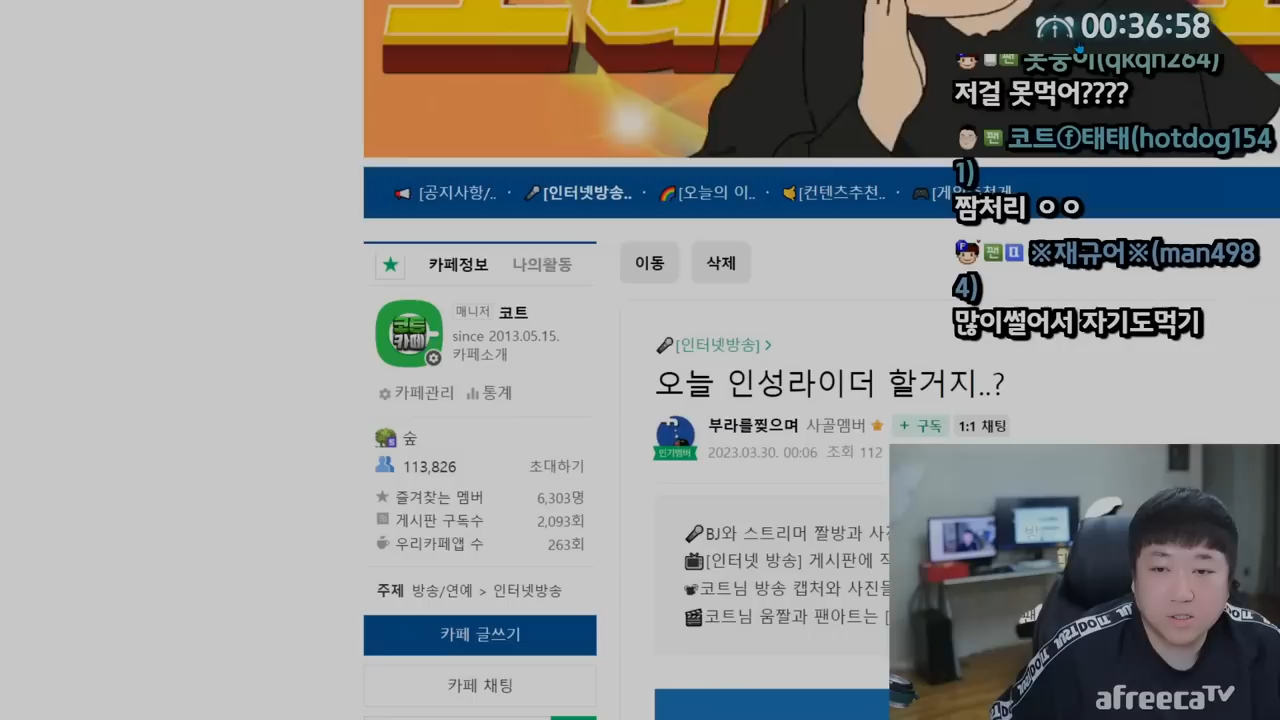 00:36:58
저걸 못먹어????
코트ⓕ태태(hotdog154
1)
짬처리 ㅇㅇ
※재규어※(man498
4)
많이썰어서 자기도먹기
[공지사항/.. · [인터넷방송.. · [오늘의 이.. · [컨텐츠추천.. ·
카페정보 나의활동
이동 삭제
매니저 코트
since 2013.05.15.
카페소개
카페관리 통계
숲
113,826 초대하기
즐겨찾는 멤버 6,303명
게시판 구독수 2,093회
우리카페앱 수 263회
주제 방송/연예 > 인터넷방송
카페 글쓰기
카페 채팅
[인터넷방송] >
오늘 인성라이더 할거지..?
부라를찢으며 사골멤버 + 구독 1:1 채팅
인기멤버
2023.03.30. 00:06 조회 112
BJ와 스트리머 짤방과 사진
[인터넷 방송] 게시판에
코트님 방송 캡처와 사진들
코트님 움짤과 팬아트는 [
코트
카페
afreecaTV